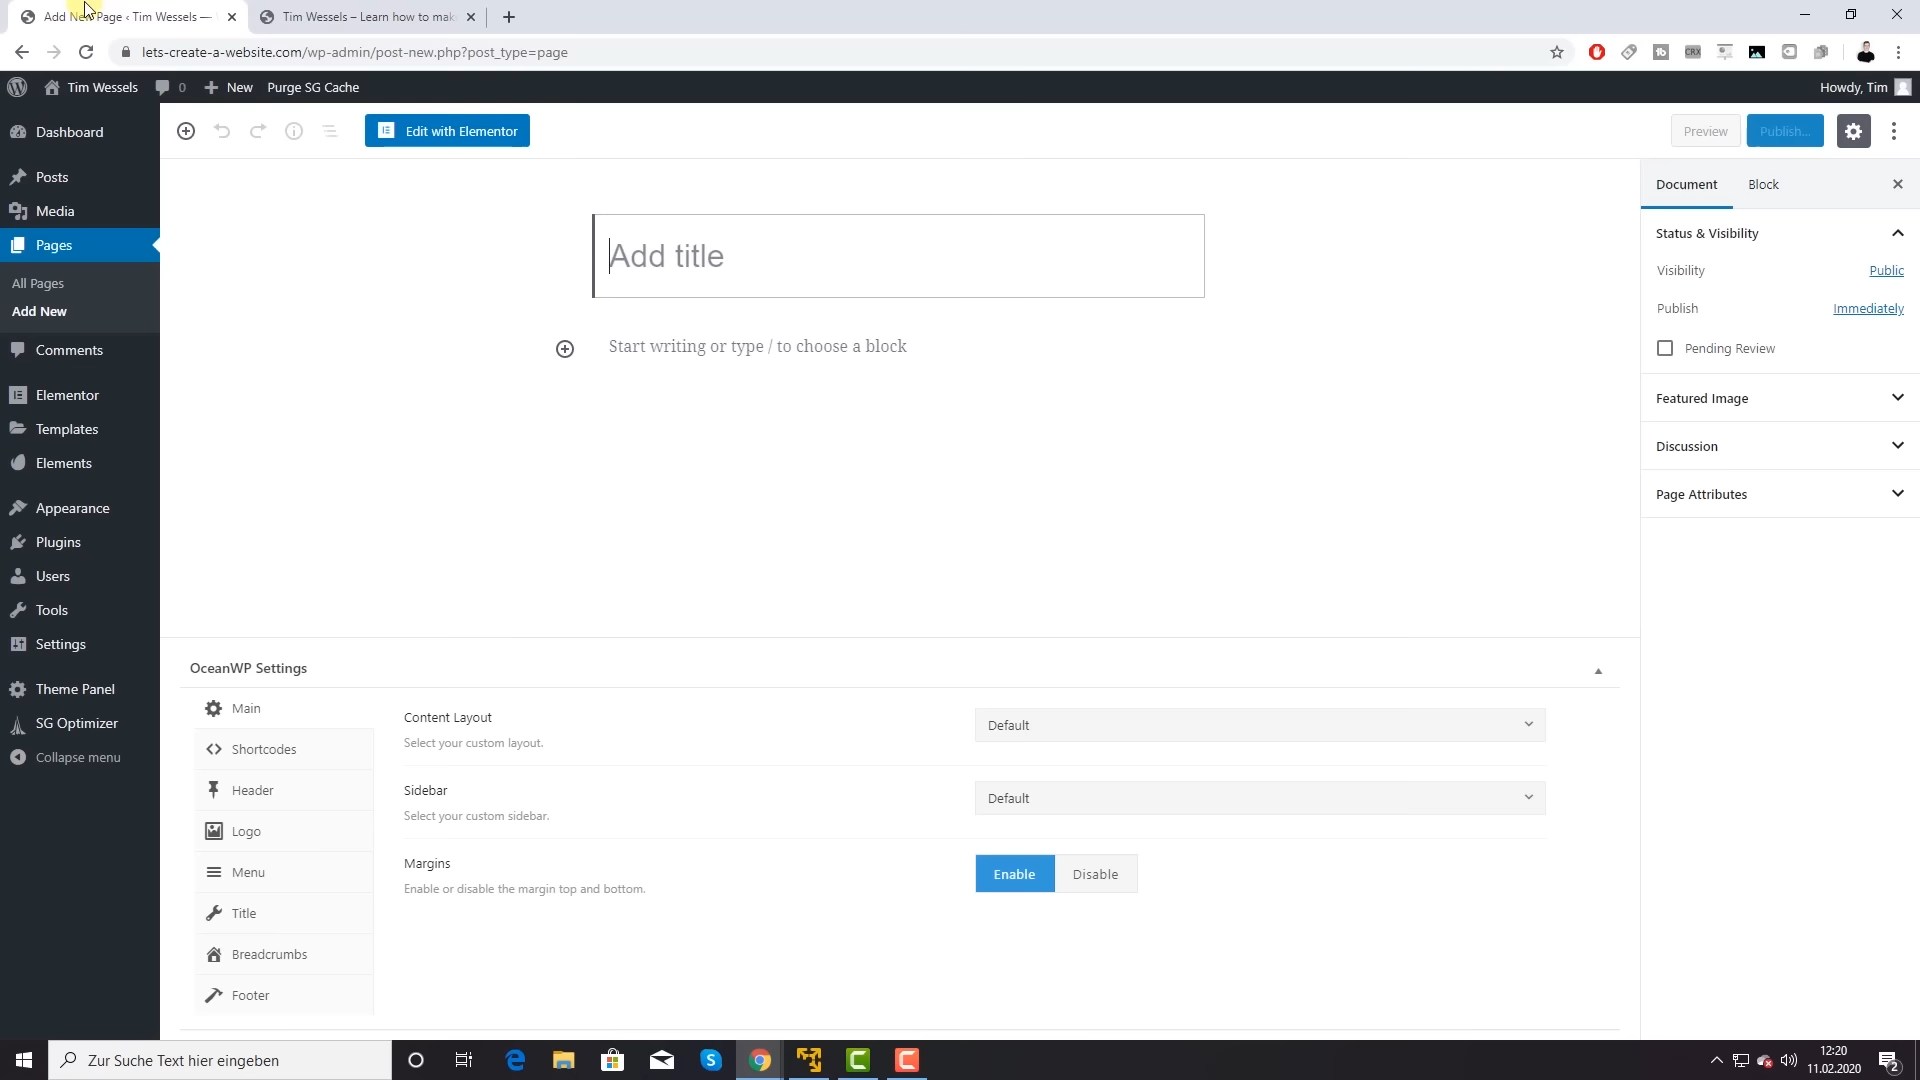 Add New Page ‹ Tim Wessels —
Tim Wessels – Learn how to make
lets-create-a-website.com/wp-admin/post-new.php?post_type=page
CRX
Tim Wessels
0
New
Purge SG Cache
Howdy, Tim
Dashboard
Posts
Media
Pages
All Pages
Add New
Comments
Elementor
Templates
Elements
Appearance
Plugins
Users
Tools
Settings
Theme Panel
SG Optimizer
Collapse menu
Edit with Elementor
Preview
Publish...
Add title
Start writing or type / to choose a block
Document
Block
Status & Visibility
Visibility
Public
Publish
Immediately
Pending Review
Featured Image
Discussion
Page Attributes
OceanWP Settings
Main
Shortcodes
Header
Logo
Menu
Title
Breadcrumbs
Footer
Content Layout
Select your custom layout.
Default
Sidebar
Select your custom sidebar.
Default
Margins
Enable or disable the margin top and bottom.
Enable
Disable
Zur Suche Text hier eingeben
12:20
11.02.2020
2